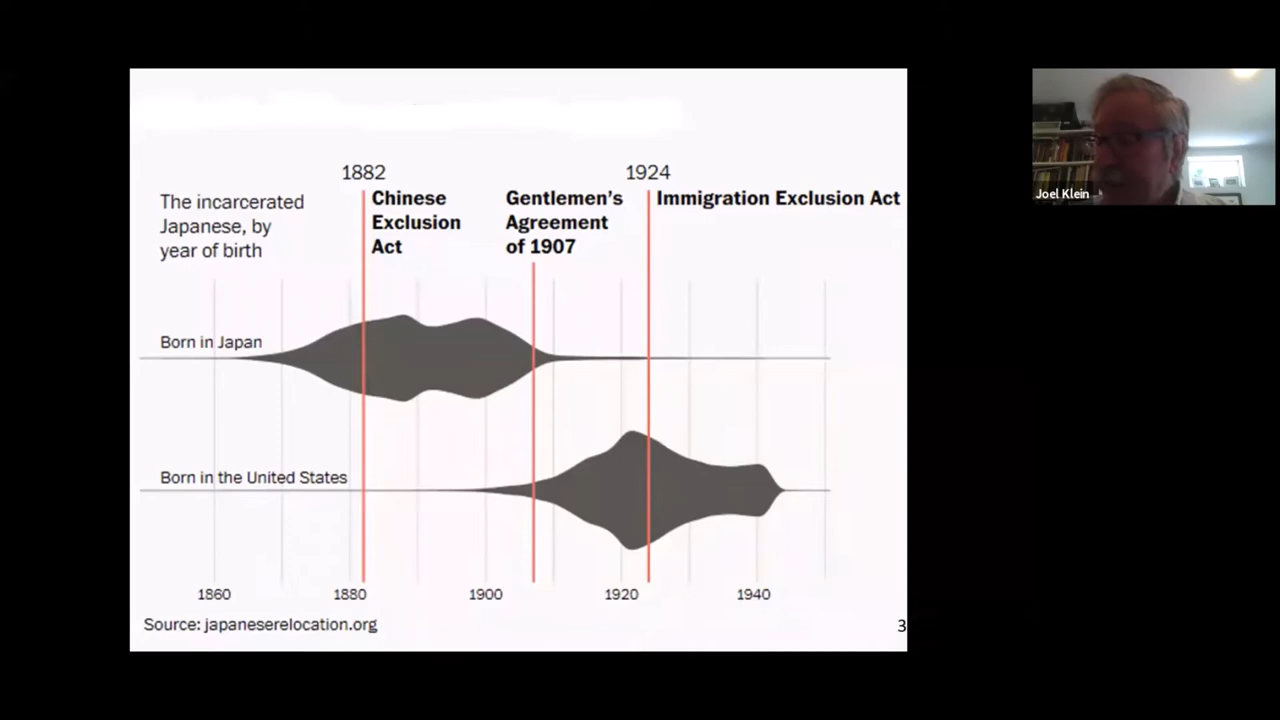 1882
1924
The incarcerated
Japanese, by
year of birth
Chinese
Exclusion
Act
Gentlemen's
Agreement
of 1907
Immigration Exclusion Act
Born in Japan
Born in the United States
1860
1880
1900
1920
1940
Source: japaneserelocation.org
3
Joel Klein